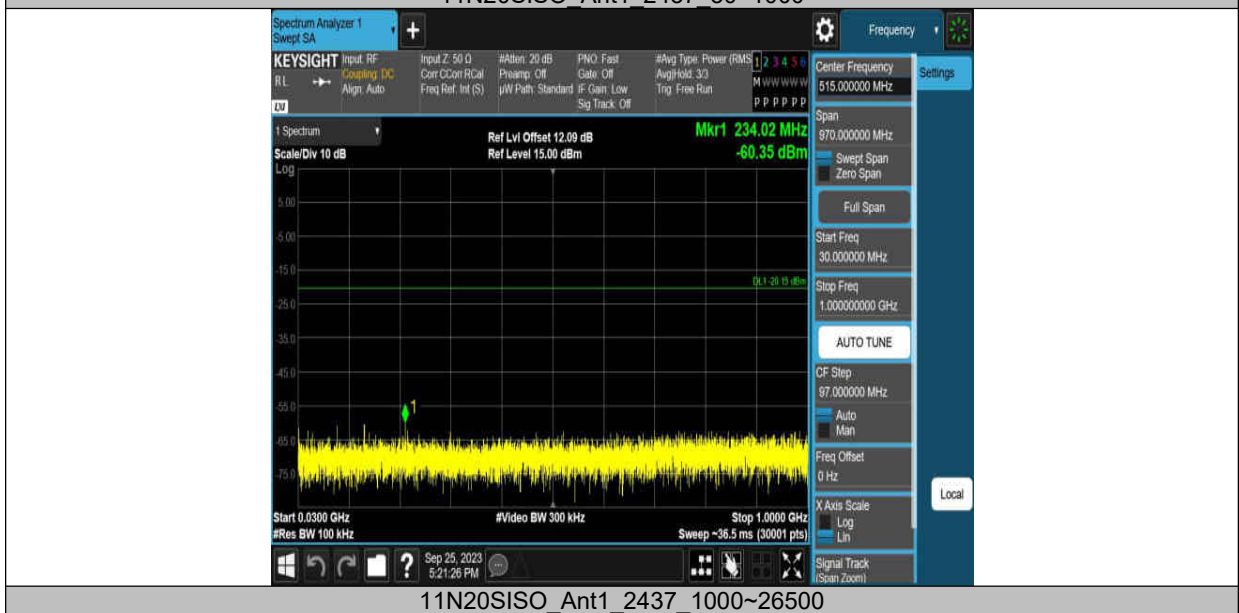 11N20SISO_Ant1_2437_30~1000
Spectrum Analyzer 1
Swept SA
+
Frequency
KEYSIGHT
RL
Input: RF
Coupling: DC
Align: Auto
Input Z: 50 Ω
Corr CCorr RCal
Freq Ref: Int (S)
#Atten: 20 dB
Preamp: Off
µW Path: Standard
PNO: Fast
Gate: Off
IF Gain: Low
Sig Track: Off
#Avg Type: Power (RMS
Avg|Hold: 3/3
Trig: Free Run
1 2 3 4 5 6
M W W W W W
P P P P P P
Settings
Center Frequency
515.000000 MHz
Span
970.000000 MHz
Swept Span
Zero Span
Full Span
Start Freq
30.000000 MHz
Stop Freq
1.000000000 GHz
AUTO TUNE
CF Step
97.000000 MHz
Auto
Man
Freq Offset
0 Hz
X Axis Scale
Log
Lin
Signal Track
(Span Zoom)
Local
1 Spectrum
Scale/Div 10 dB
Log
Ref Lvl Offset 12.09 dB
Ref Level 15.00 dBm
Mkr1 234.02 MHz
-60.35 dBm
5.00
-5.00
-15.0
DL1 -20.15 dBm
-25.0
-35.0
-45.0
-55.0
1
-65.0
-75.0
Start 0.0300 GHz
#Res BW 100 kHz
#Video BW 300 kHz
Stop 1.0000 GHz
Sweep ~36.5 ms (30001 pts)
?
Sep 25, 2023
5:21:26 PM
11N20SISO_Ant1_2437_1000~26500